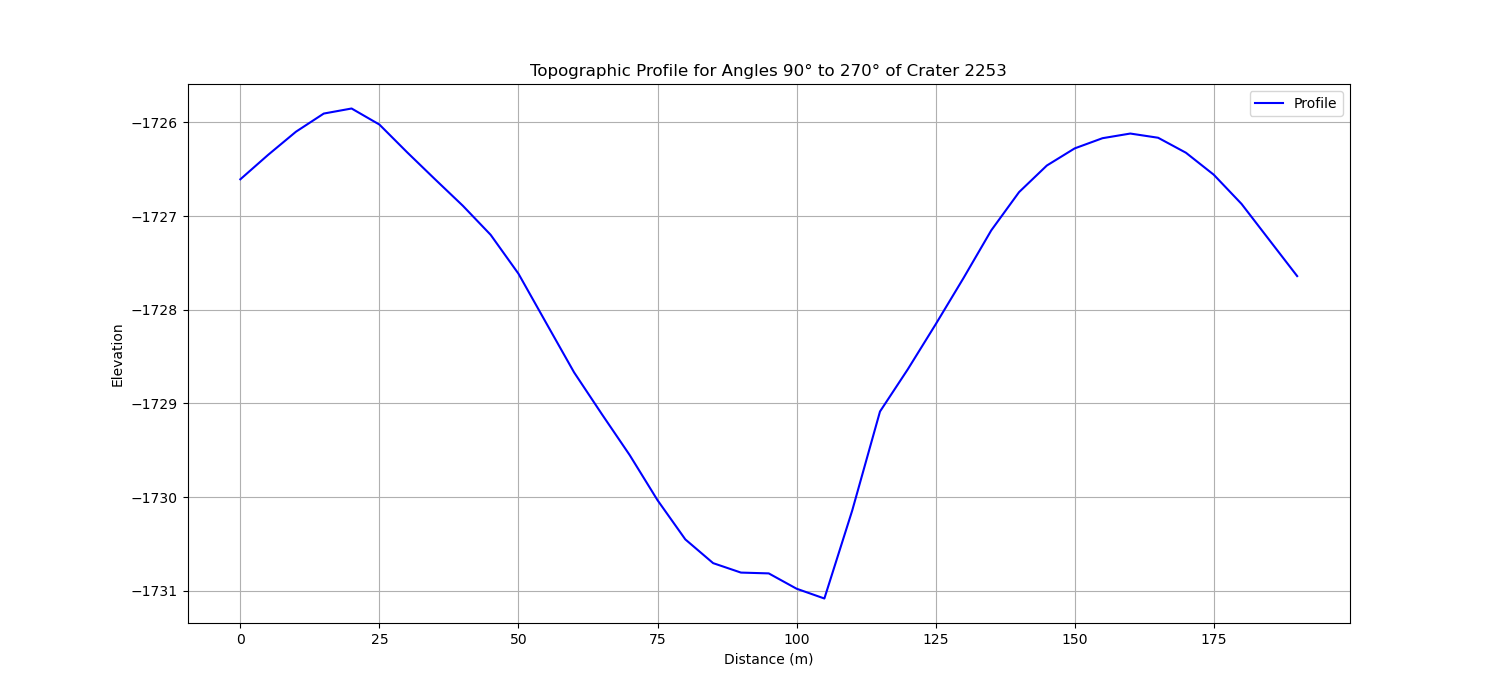 Topographic Profile for Angles 90° to 270° of Crater 2253
Profile
−1726
−1727
−1728
−1729
−1730
−1731
Elevation
0 25 50 75 100 125 150 175
Distance (m)